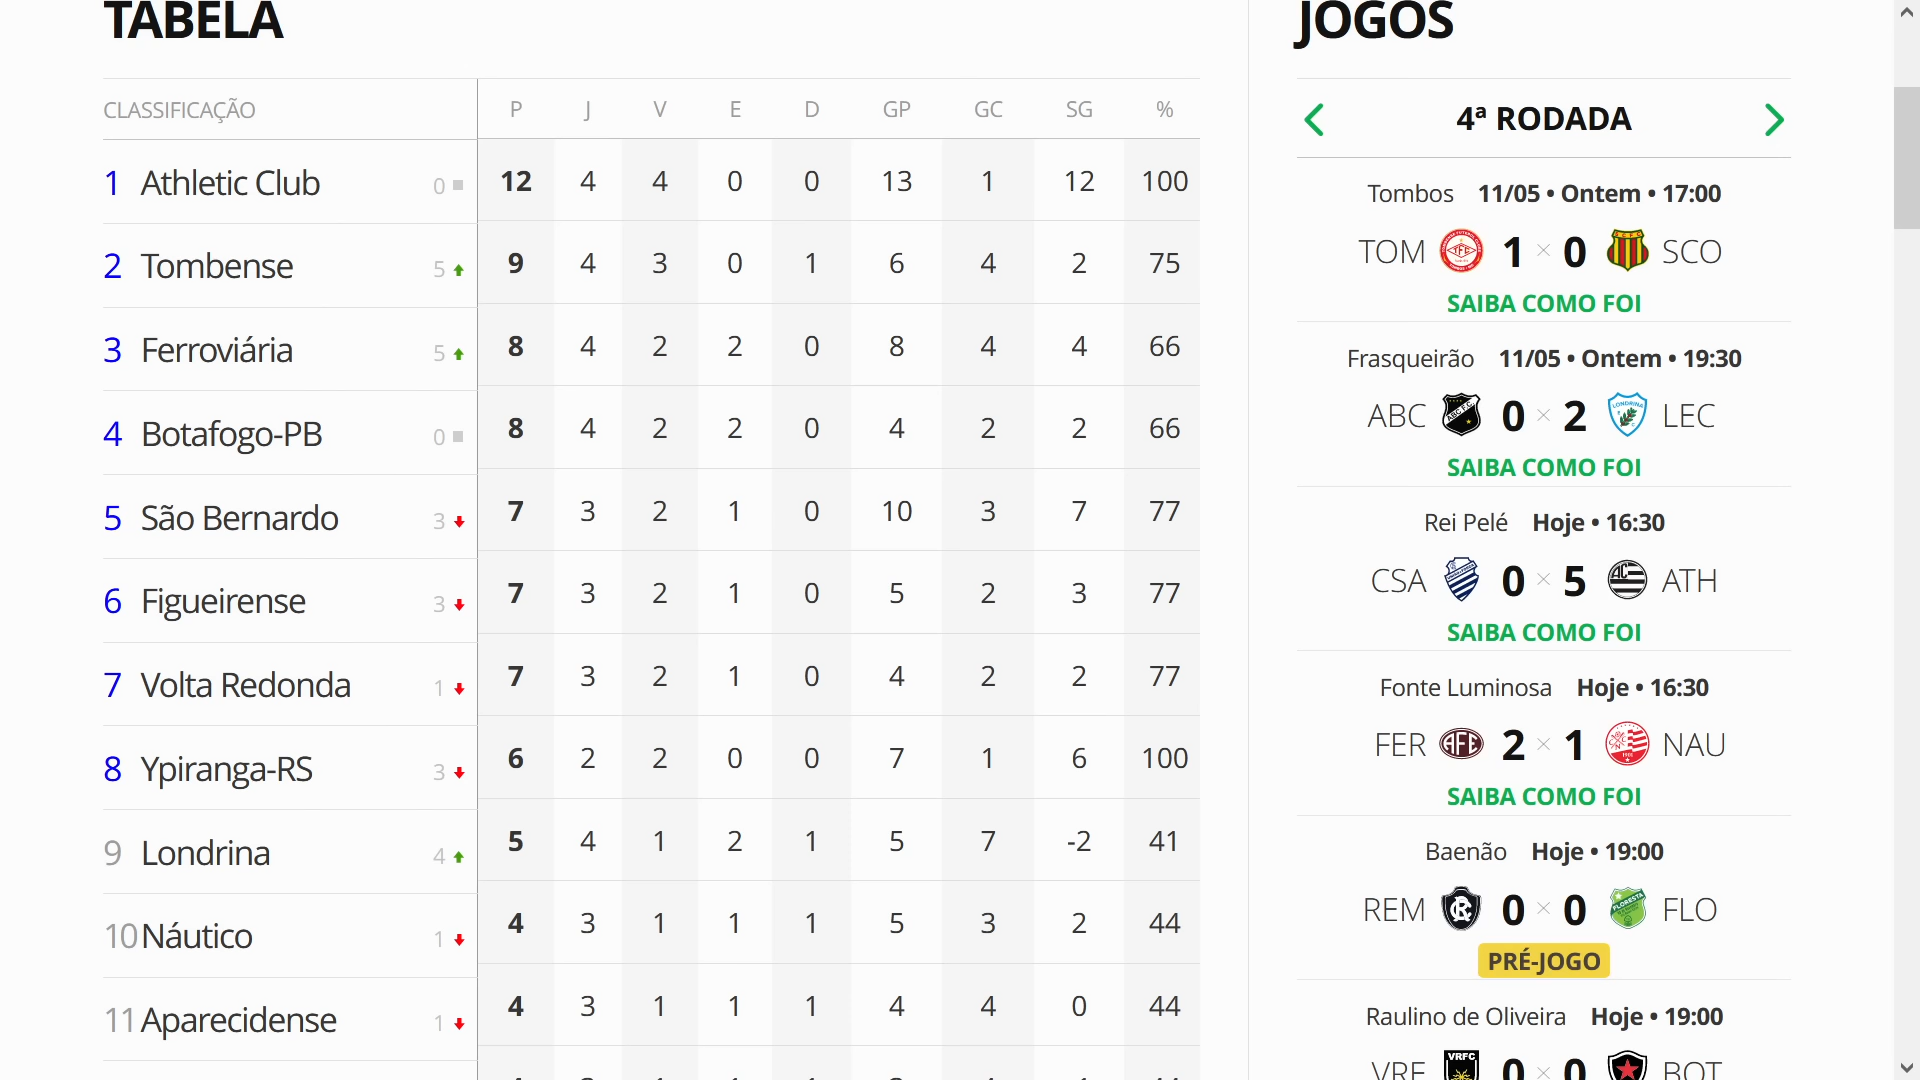 TABELA
CLASSIFICAÇÃO P J V E D GP GC SG %
1 Athletic Club 0 12 4 4 0 0 13 1 12 100
2 Tombense 5 9 4 3 0 1 6 4 2 75
3 Ferroviária 5 8 4 2 2 0 8 4 4 66
4 Botafogo-PB 0 8 4 2 2 0 4 2 2 66
5 São Bernardo 3 7 3 2 1 0 10 3 7 77
6 Figueirense 3 7 3 2 1 0 5 2 3 77
7 Volta Redonda 1 7 3 2 1 0 4 2 2 77
8 Ypiranga-RS 3 6 2 2 0 0 7 1 6 100
9 Londrina 4 5 4 1 2 1 5 7 -2 41
10 Náutico 1 4 3 1 1 1 5 3 2 44
11 Aparecidense 1 4 3 1 1 1 4 4 0 44
JOGOS
4ª RODADA
Tombos 11/05 • Ontem • 17:00
TOM 1 × 0 SCO
SAIBA COMO FOI
Frasqueirão 11/05 • Ontem • 19:30
ABC 0 × 2 LEC
SAIBA COMO FOI
Rei Pelé Hoje • 16:30
CSA 0 × 5 ATH
SAIBA COMO FOI
Fonte Luminosa Hoje • 16:30
FER 2 × 1 NAU
SAIBA COMO FOI
Baenão Hoje • 19:00
REM 0 × 0 FLO
PRÉ-JOGO
Raulino de Oliveira Hoje • 19:00
VRE 0 × 0 BOT